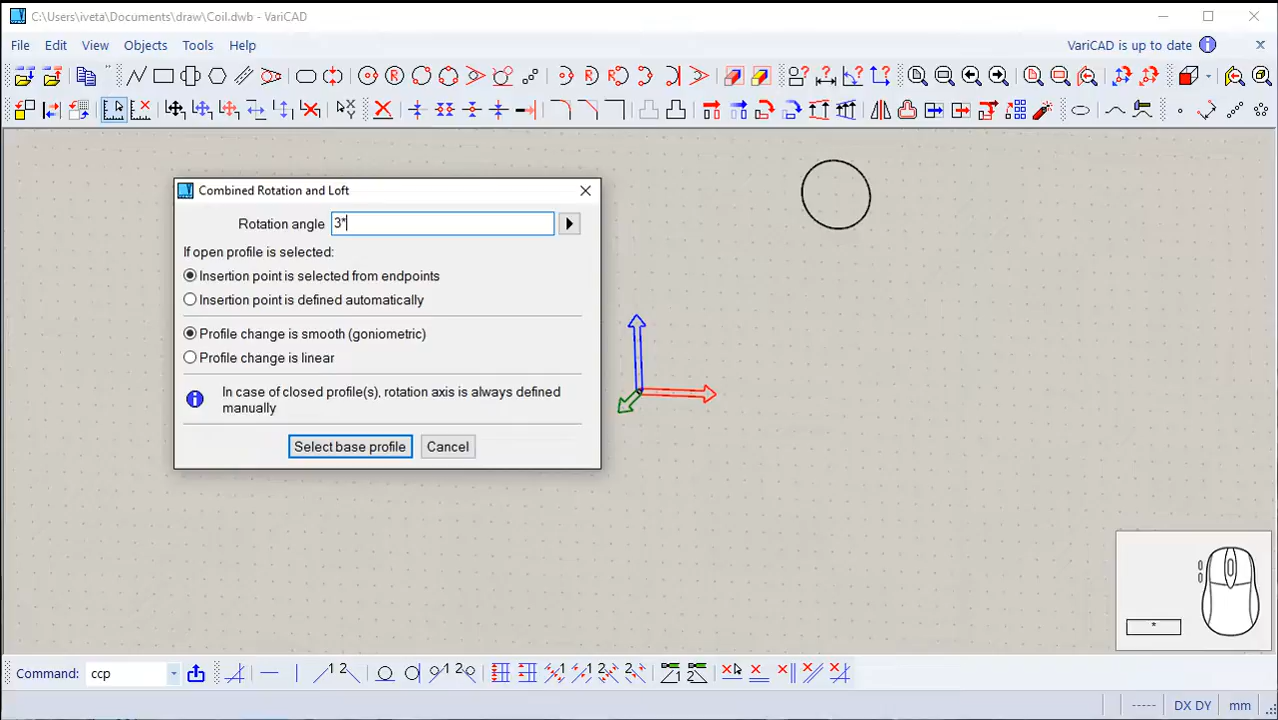 C:\Users\iveta\Documents\draw\Coil.dwb - VariCAD
File Edit View Objects Tools Help VariCAD is up to date
Combined Rotation and Loft
Rotation angle 3*
If open profile is selected:
Insertion point is selected from endpoints
Insertion point is defined automatically
Profile change is smooth (goniometric)
Profile change is linear
In case of closed profile(s), rotation axis is always defined
manually
Select base profile Cancel
*
Command: ccp
----- DX DY mm